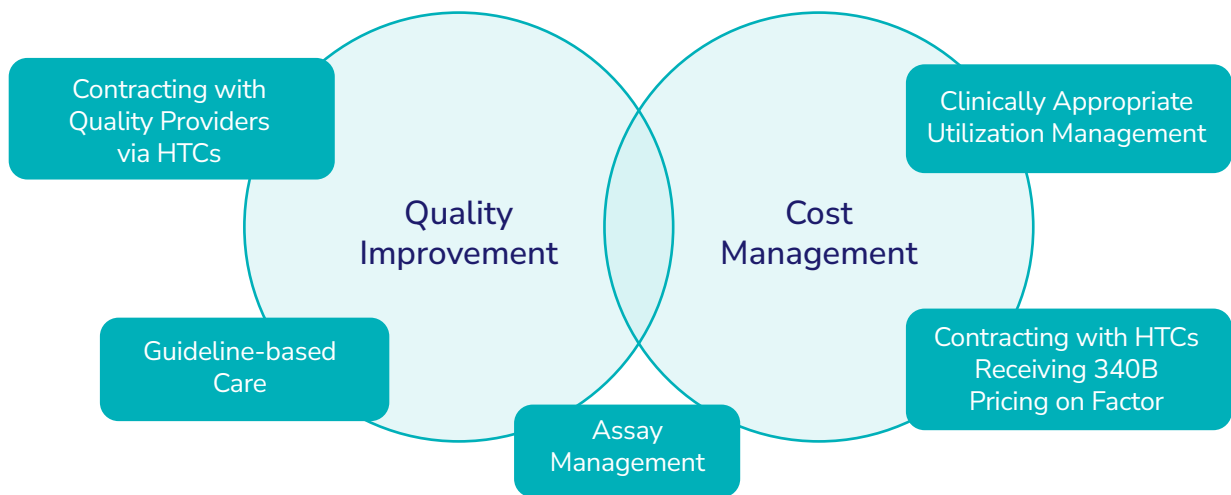 Contracting with
Quality Providers
via HTCs
Clinically Appropriate
Utilization Management
Quality
Improvement
Cost
Management
Guideline-based
Care
Contracting with HTCs
Receiving 340B
Pricing on Factor
Assay
Management